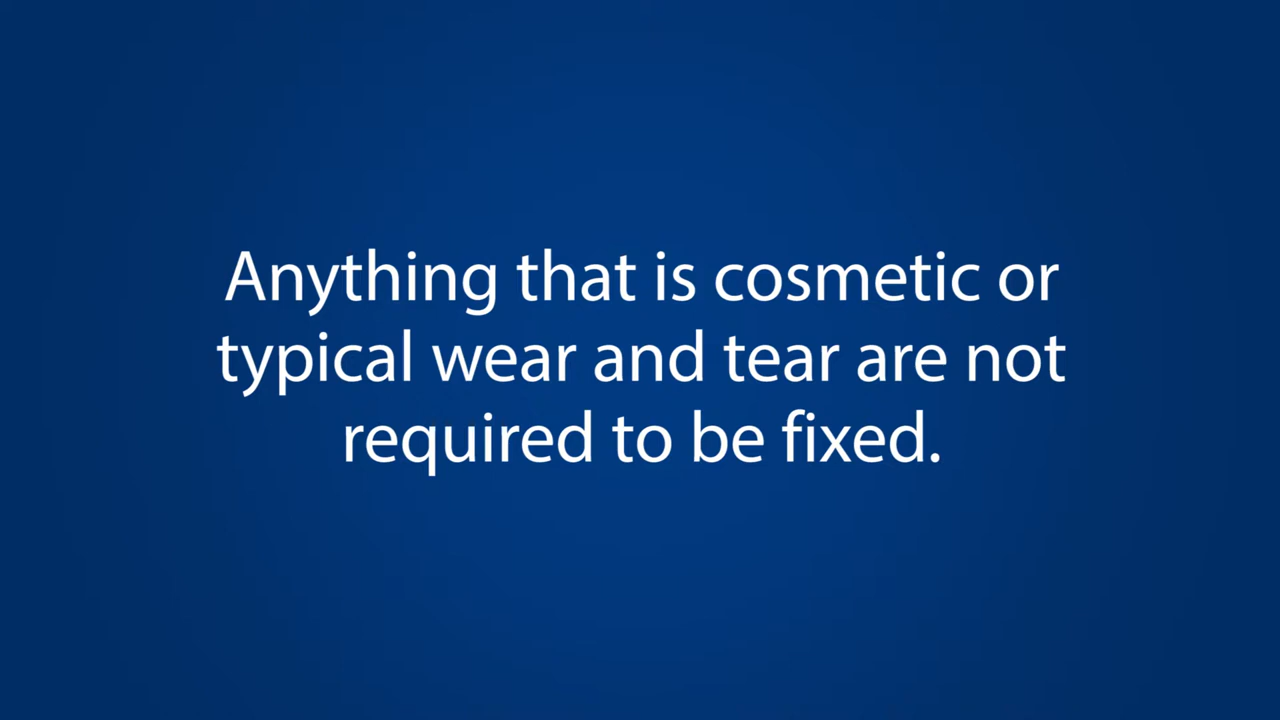 Anything that is cosmetic or
typical wear and tear are not
required to be fixed.